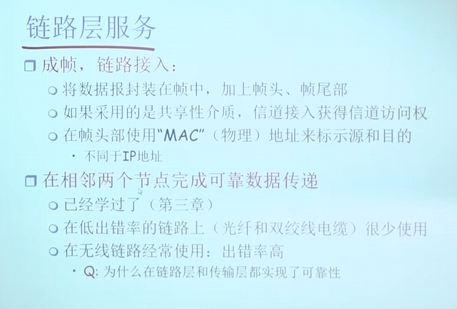 链路层服务
成帧，链路接入：
将数据报封装在帧中，加上帧头、帧尾部
如果采用的是共享性介质，信道接入获得信道访问权
在帧头部使用“MAC”（物理）地址来标示源和目的
· 不同于IP地址
在相邻两个节点完成可靠数据传递
已经学过了（第三章）
在低出错率的链路上（光纤和双绞线电缆）很少使用
在无线链路经常使用：出错率高
· Q: 为什么在链路层和传输层都实现了可靠性